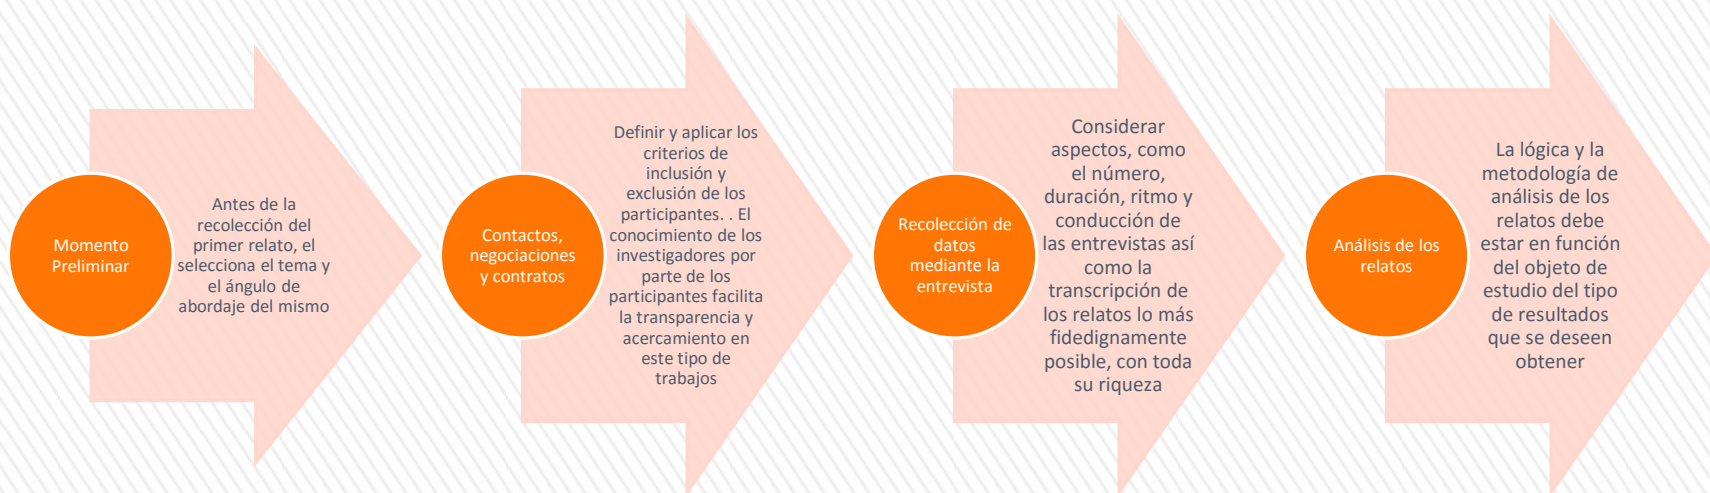 Momento
Preliminar
Antes de la
recolección del
primer relato, el
selecciona el tema y
el ángulo de
abordaje del mismo
Contactos,
negociaciones
y contratos
Definir y aplicar los
criterios de
inclusión y
exclusión de los
participantes. . El
conocimiento de los
investigadores por
parte de los
participantes facilita
la transparencia y
acercamiento en
este tipo de
trabajos
Recolección de
datos
mediante la
entrevista
Considerar
aspectos, como
el número,
duración, ritmo y
conducción de
las entrevistas así
como la
transcripción de
los relatos lo más
fidedignamente
posible, con toda
su riqueza
Análisis de los
relatos
La lógica y la
metodología de
análisis de los
relatos debe
estar en función
del objeto de
estudio del tipo
de resultados
que se deseen
obtener